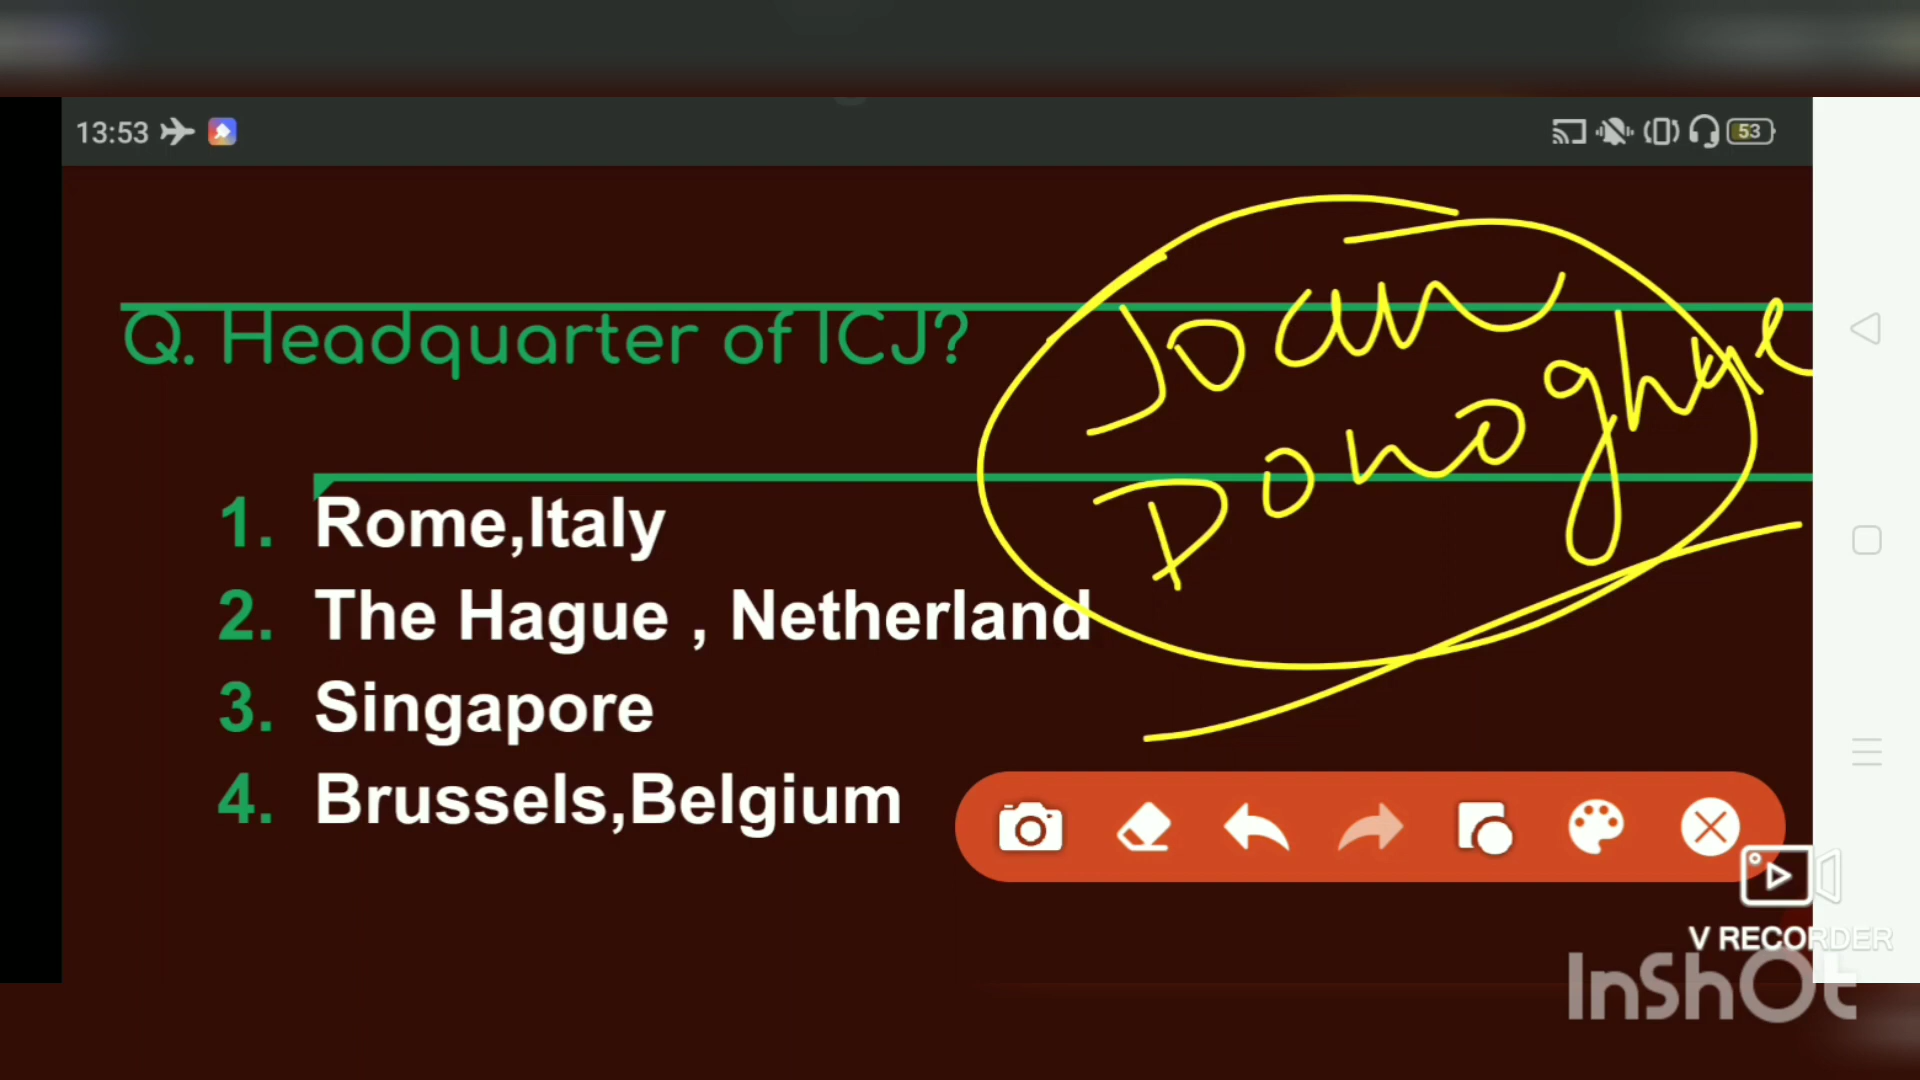 13:53
53
Q. Headquarter of ICJ?
Joan
Donoghue
1. Rome,Italy
2. The Hague , Netherland
3. Singapore
4. Brussels,Belgium
V RECORDER
InShOt